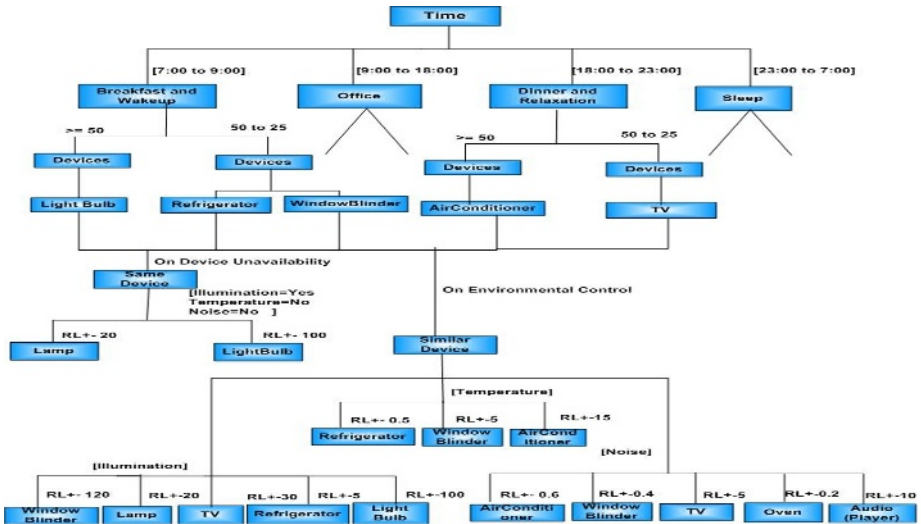 Time
[7:00 to 9:00]
[9:00 to 18:00]
[18:00 to 23:00]
[23:00 to 7:00]
Breakfast and
Wakeup
Office
Dinner and
Relaxation
Sleep
>= 50
50 to 25
>= 50
50 to 25
Devices
Devices
Devices
Devices
Light Bulb
Refrigerator
WindowBlinder
AirConditioner
TV
On Device Unavailability
Same
Device
[Illumination=Yes
Temperature=No
Noise=No ]
On Environmental Control
RL+- 20
RL+- 100
Lamp
LightBulb
Similar
Device
[Temperature]
RL+- 0.5
RL+-5
RL+-15
Refrigerator
Window
Blinder
AirCond
itioner
[Illumination]
[Noise]
RL+- 120
RL+-20
RL+-30
RL+-5
RL+-100
RL+- 0.6
RL+-0.4
RL+-5
RL+-0.2
RL+-10
Window
Blinder
Lamp
TV
Refrigerator
Light
Bulb
AirConditi
oner
Window
Blinder
TV
Oven
Audio
(Player)